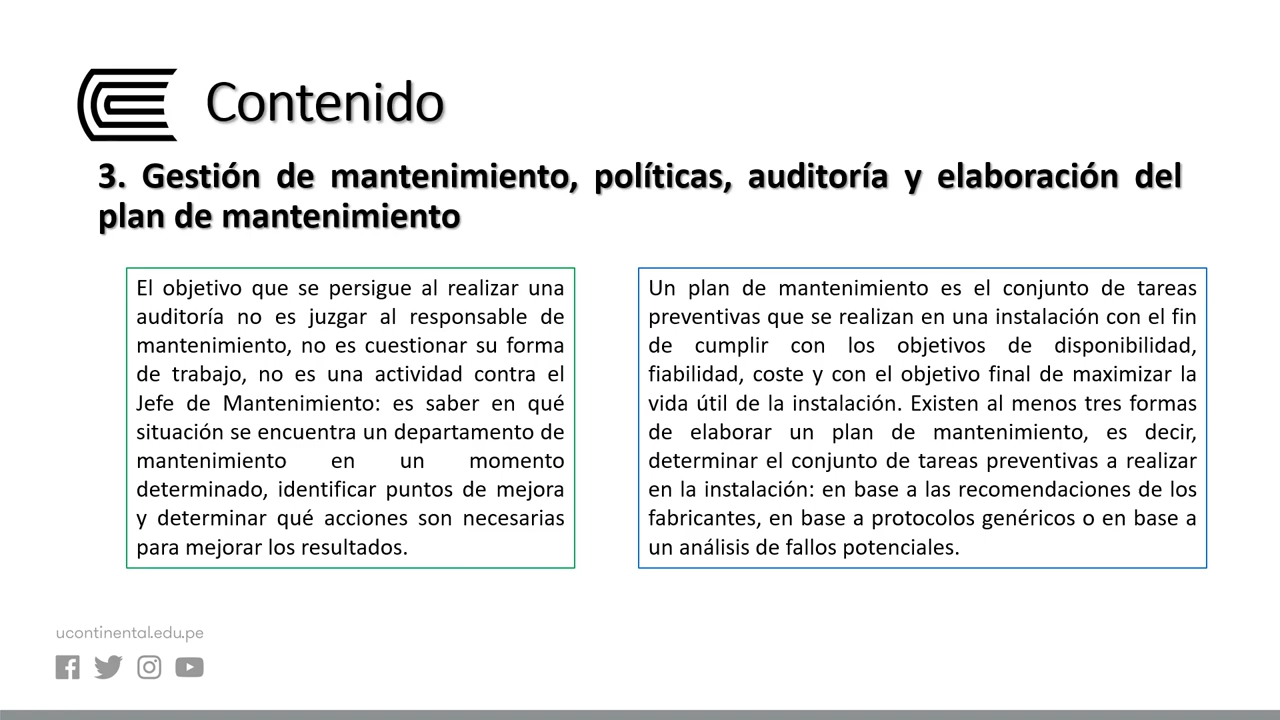 Contenido
3. Gestión de mantenimiento, políticas, auditoría y elaboración del
plan de mantenimiento
El objetivo que se persigue al realizar una
auditoría no es juzgar al responsable de
mantenimiento, no es cuestionar su forma
de trabajo, no es una actividad contra el
Jefe de Mantenimiento: es saber en qué
situación se encuentra un departamento de
mantenimiento en un momento
determinado, identificar puntos de mejora
y determinar qué acciones son necesarias
para mejorar los resultados.
Un plan de mantenimiento es el conjunto de tareas
preventivas que se realizan en una instalación con el fin
de cumplir con los objetivos de disponibilidad,
fiabilidad, coste y con el objetivo final de maximizar la
vida útil de la instalación. Existen al menos tres formas
de elaborar un plan de mantenimiento, es decir,
determinar el conjunto de tareas preventivas a realizar
en la instalación: en base a las recomendaciones de los
fabricantes, en base a protocolos genéricos o en base a
un análisis de fallos potenciales.
ucontinental.edu.pe